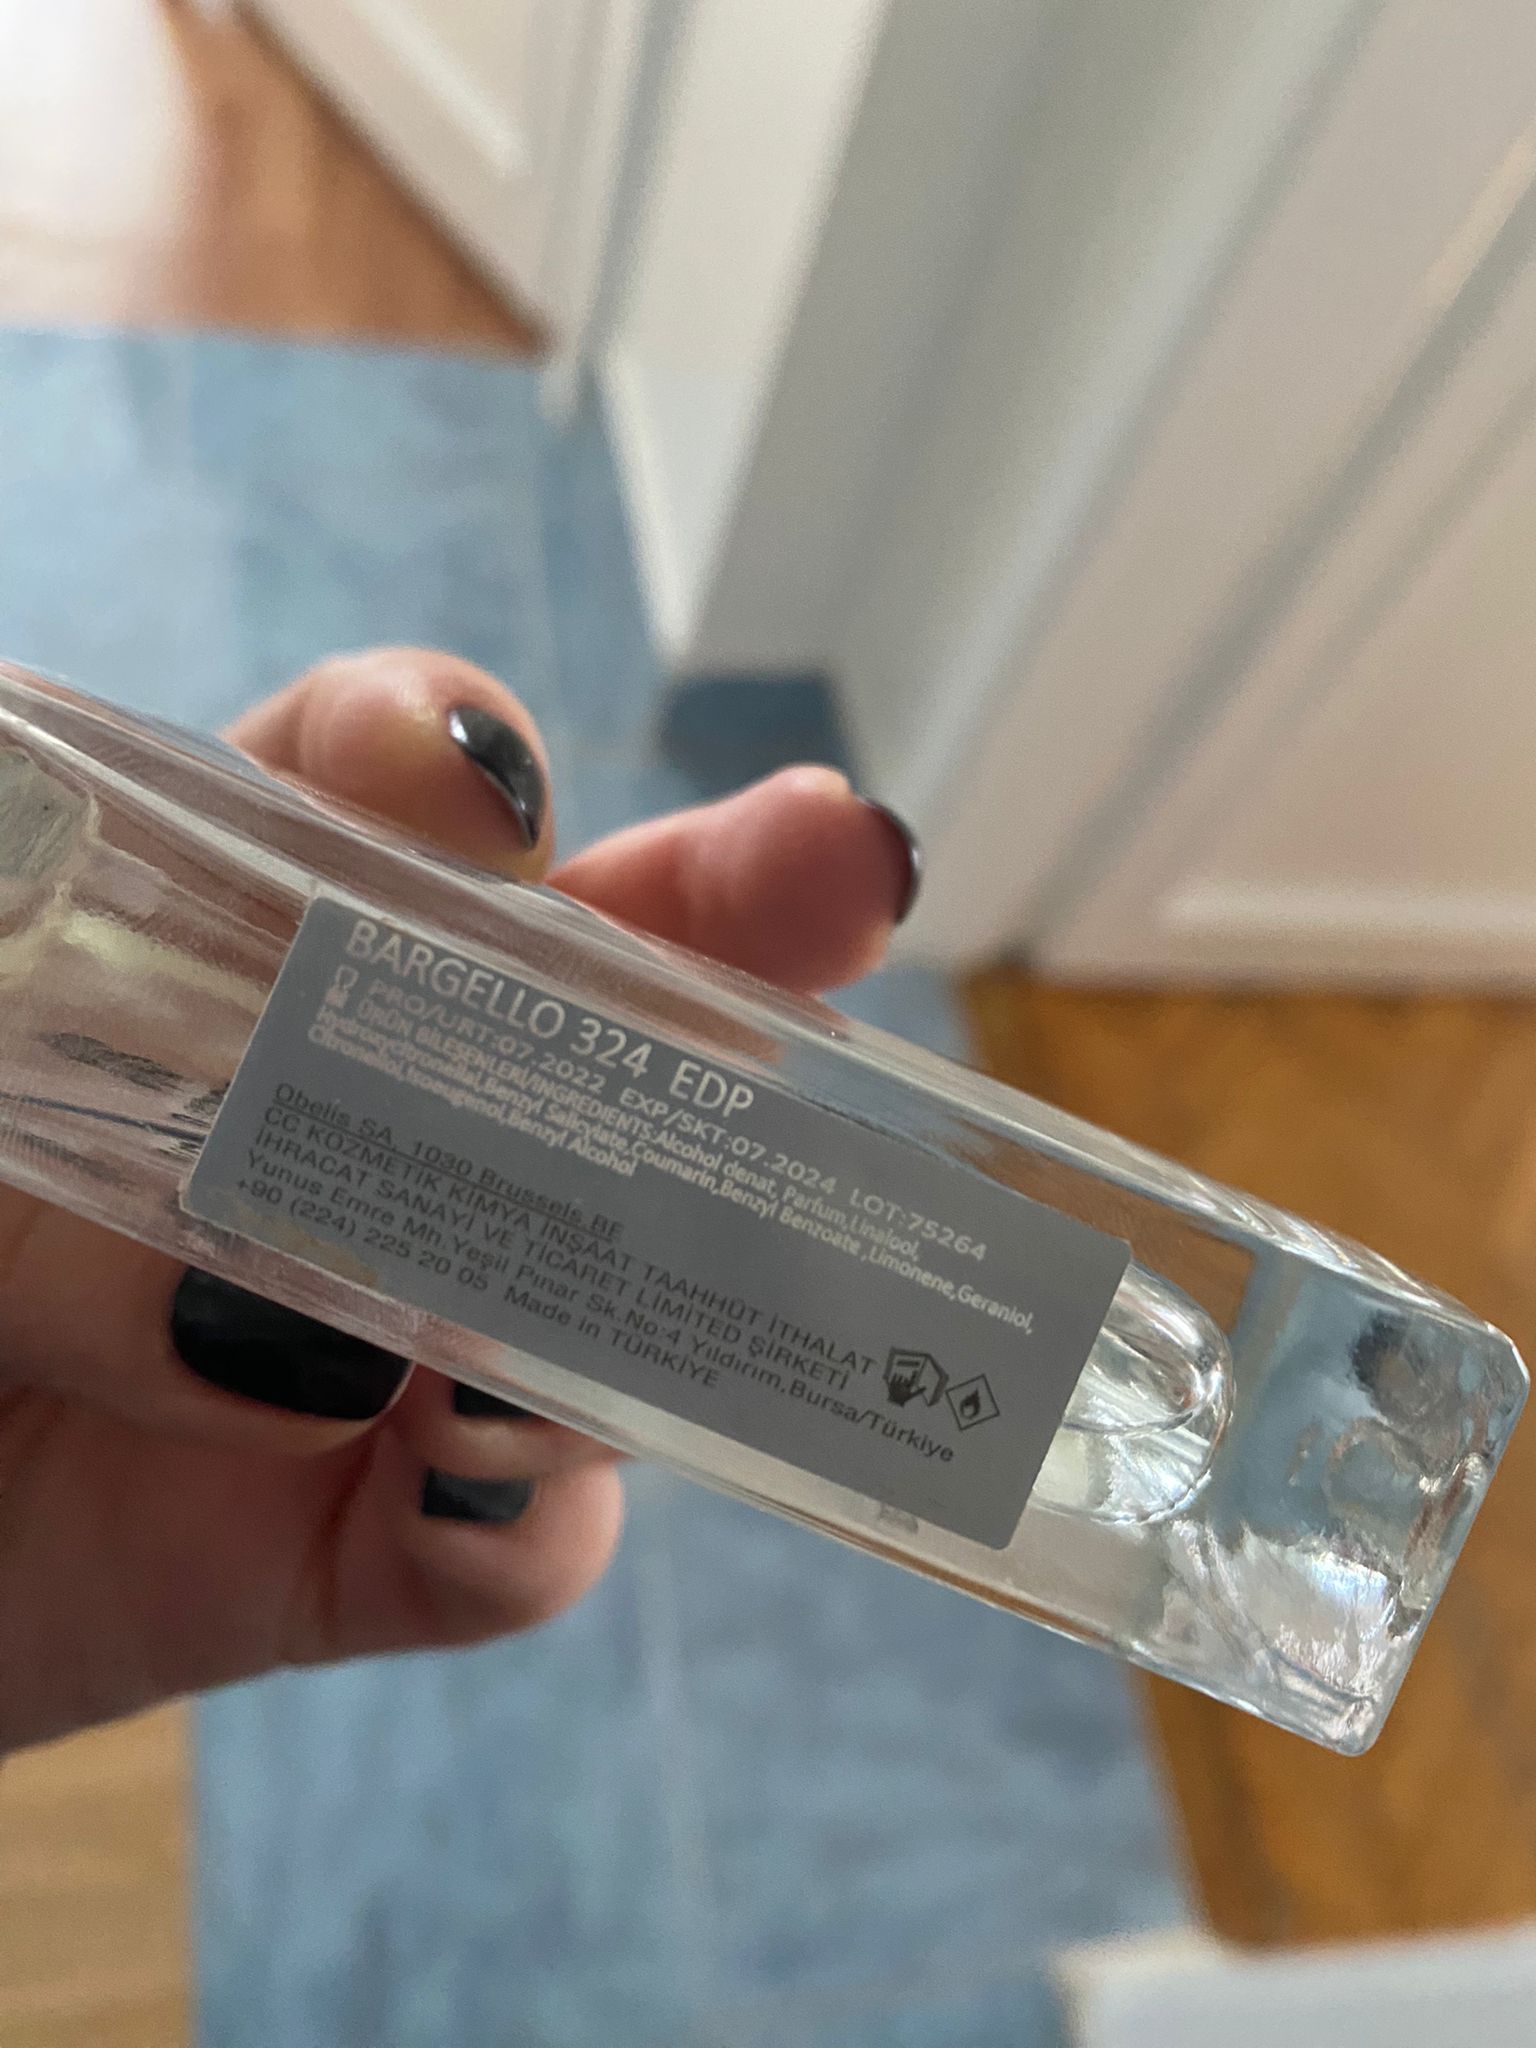 BARGELLO 324 EDP
PRO/URT:07.2022 EXP/SKT:07.2024 LOT:75264
ÜRÜN BİLEŞENLERİ/INGREDIENTS:Alcohol denat, Parfum,Linalool,
Hydroxycitronellal,Benzyl Salicylate,Coumarin,Benzyl Benzoate ,Limonene,Geraniol,
Citronellol,Isoeugenol,Benzyl Alcohol
Obelis SA, 1030 Brussels,BE
CC KOZMETİK KİMYA İNŞAAT TAAHHÜT İTHALAT
İHRACAT SANAYİ VE TİCARET LİMİTED ŞİRKETİ
Yunus Emre Mh.Yeşil Pınar Sk.No:4 Yıldırım,Bursa/Türkiye
+90 (224) 225 20 05 Made in TÜRKİYE